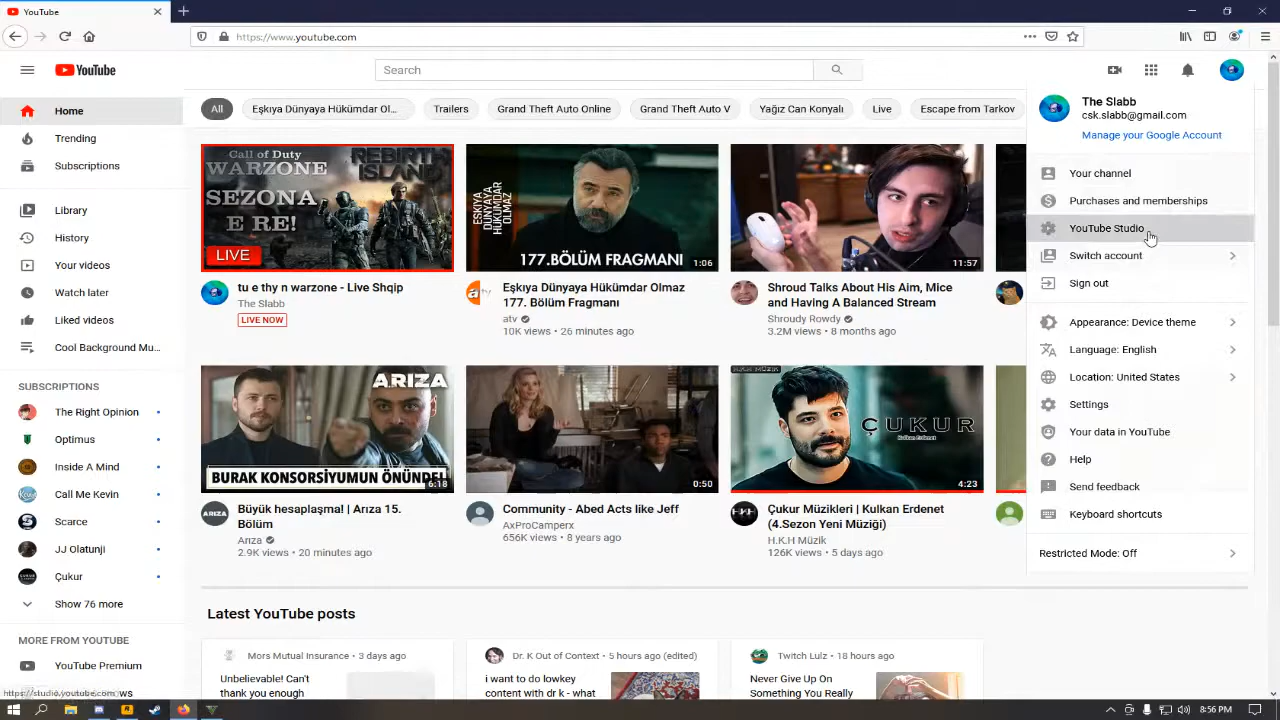 YouTube
https://www.youtube.com
YouTube
Search
Home
Trending
Subscriptions
Library
History
Your videos
Watch later
Liked videos
Cool Background Mu...
SUBSCRIPTIONS
The Right Opinion
Optimus
Inside A Mind
Call Me Kevin
Scarce
JJ Olatunji
Çukur
Show 76 more
MORE FROM YOUTUBE
YouTube Premium
https://studio.youtube.com
ws
All
Eşkıya Dünyaya Hükümdar Ol...
Trailers
Grand Theft Auto Online
Grand Theft Auto V
Yağız Can Konyalı
Live
Escape from Tarkov
Call of Duty
WARZONE
REBIRTH
ISLAND
SEZONA
E RE!
LIVE
tu e thy n warzone - Live Shqip
The Slabb
LIVE NOW
EŞKIYA
DÜNYAYA
HÜKÜMDAR
OLMAZ
177.BÖLÜM FRAGMANI
1:06
Eşkıya Dünyaya Hükümdar Olmaz
177. Bölüm Fragmanı
atv
10K views • 26 minutes ago
11:57
Shroud Talks About His Aim, Mice
and Having A Balanced Stream
Shroudy Rowdy
3.2M views • 8 months ago
ARIZA
BURAK KONSORSİYUMUN ÖNÜNDE!
6:18
ARIZA
Büyük hesaplaşma! | Arıza 15.
Bölüm
Arıza
2.9K views • 20 minutes ago
0:50
Community - Abed Acts like Jeff
AxProCamperx
656K views • 8 years ago
H.K.H MÜZİK
ÇUKUR
Kulkan Erdenet
4:23
H.K.H
Çukur Müzikleri | Kulkan Erdenet
(4.Sezon Yeni Müziği)
H.K.H Müzik
126K views • 5 days ago
Latest YouTube posts
Mors Mutual Insurance • 3 days ago
Unbelievable! Can't
thank you enough
Dr. K Out of Context • 5 hours ago (edited)
i want to do lowkey
content with dr k - what
Twitch Lulz • 18 hours ago
Never Give Up On
Something You Really
The Slabb
csk.slabb@gmail.com
Manage your Google Account
Your channel
Purchases and memberships
YouTube Studio
Switch account
Sign out
Appearance: Device theme
Language: English
Location: United States
Settings
Your data in YouTube
Help
Send feedback
Keyboard shortcuts
Restricted Mode: Off
8:56 PM